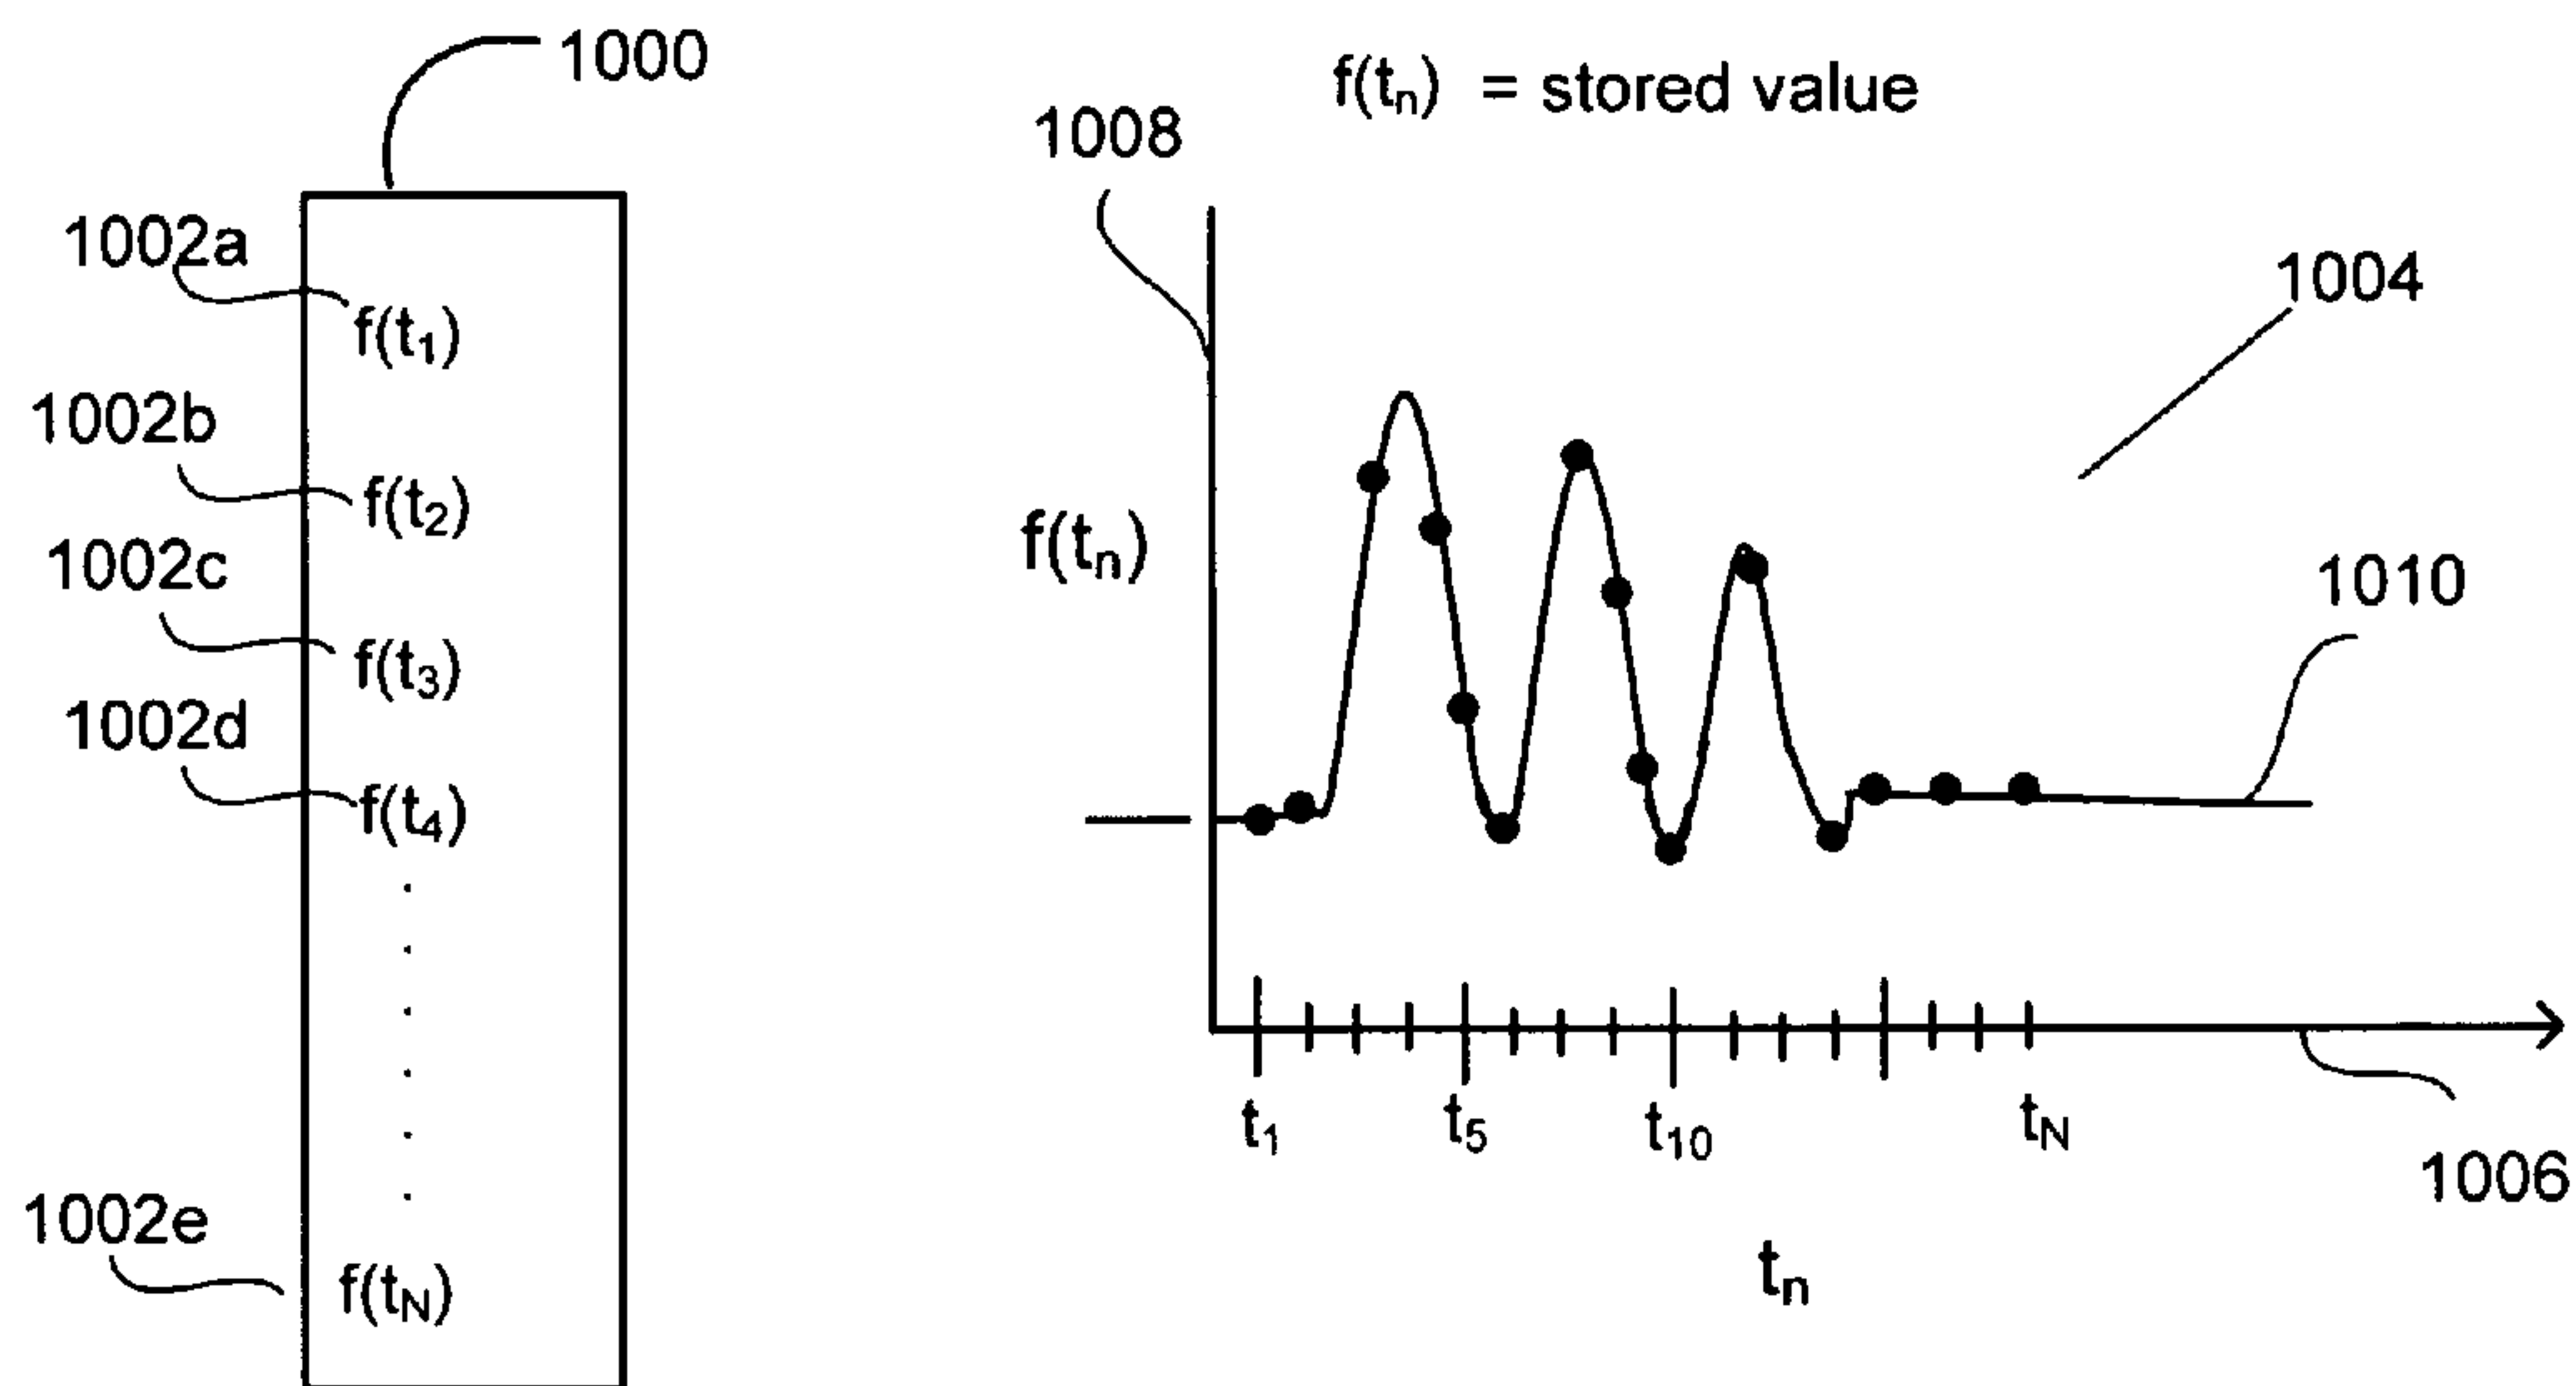 1000
1002a
f(t1)
1002b
f(t2)
1002c
f(t3)
1002d
f(t4)
1002e
f(tN)
f(tn) = stored value
1008
1004
f(tn)
1010
t1 t5 t10 tN
1006
tn